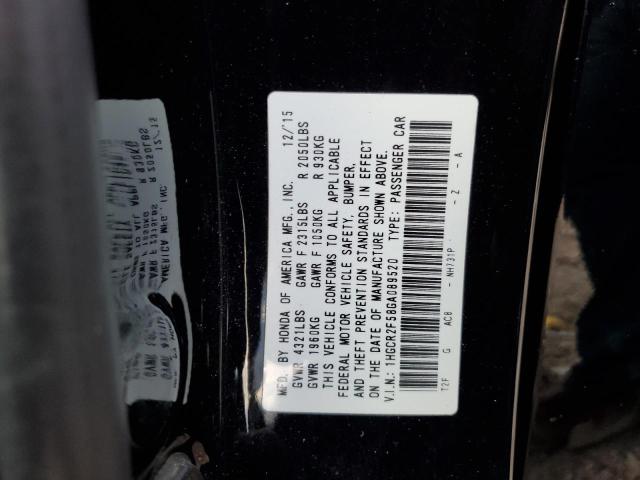 MFD. BY HONDA OF AMERICA MFG., INC. 12/15
GVWR 4321LBS GAWR F 2315LBS R 2050LBS
GVWR 1960KG GAWR F 1050KG R 930KG
THIS VEHICLE CONFORMS TO ALL APPLICABLE
FEDERAL MOTOR VEHICLE SAFETY, BUMPER,
AND THEFT PREVENTION STANDARDS IN EFFECT
ON THE DATE OF MANUFACTURE SHOWN ABOVE.
V.I.N.: 1HGCR2F58GA089520 TYPE: PASSENGER CAR
T2F G AC8 - NH731P - Z - A